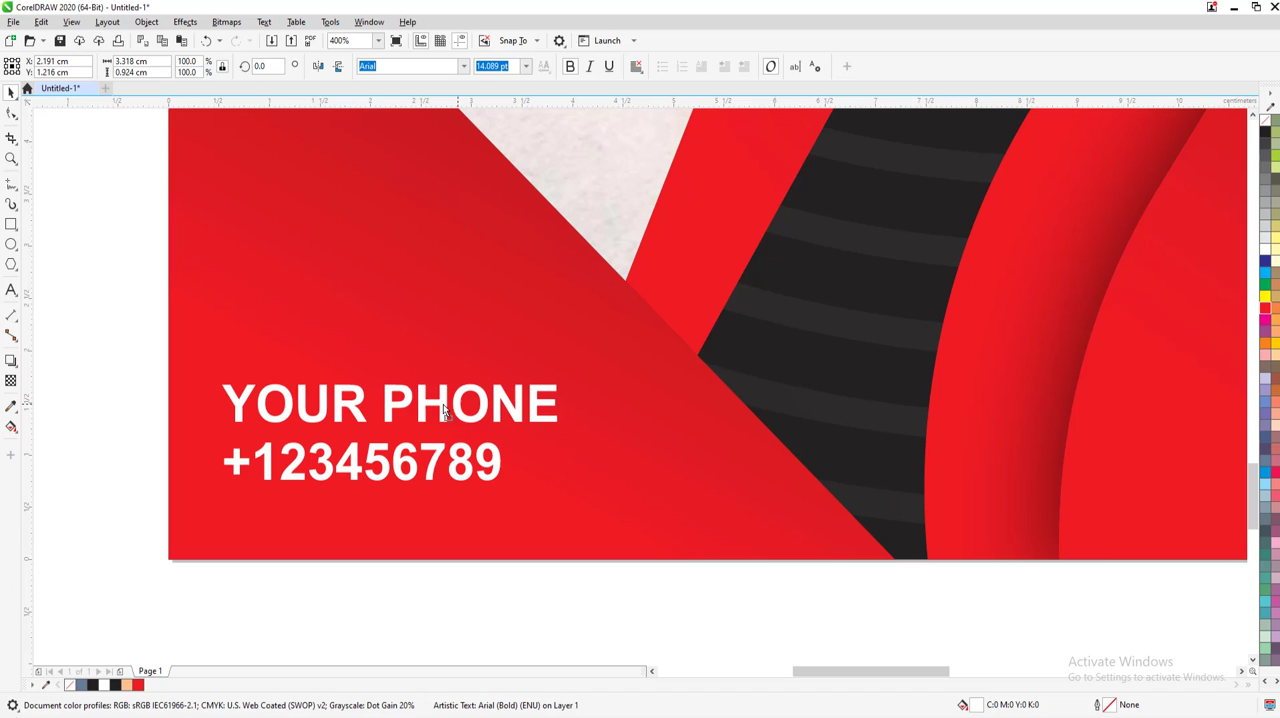 CorelDRAW 2020 (64-Bit) - Untitled-1*
File Edit View Layout Object Effects Bitmaps Text Table Tools Window Help
400% Snap To Launch
X: 2.191 cm 3.318 cm 100.0 % 0.0 Arial 14.089 pt
Y: 1.216 cm 0.924 cm 100.0 %
Untitled-1*
centimeters
YOUR PHONE
+123456789
1 of 1 Page 1
Activate Windows
Go to Settings to activate Windows.
Document color profiles: RGB: sRGB IEC61966-2.1; CMYK: U.S. Web Coated (SWOP) v2; Grayscale: Dot Gain 20% Artistic Text: Arial (Bold) (ENU) on Layer 1 C:0 M:0 Y:0 K:0 None